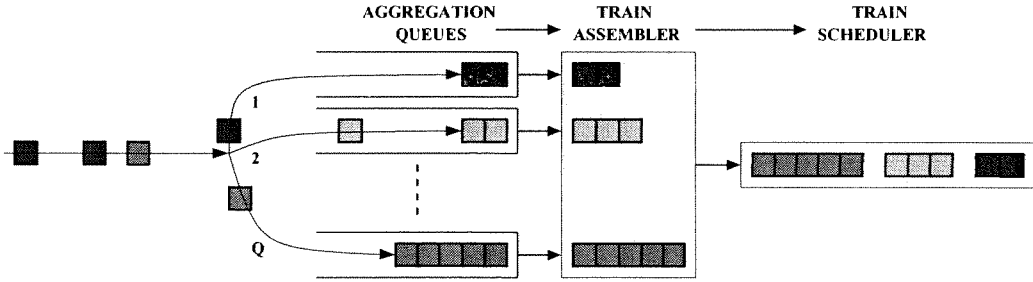 AGGREGATION
QUEUES
TRAIN
ASSEMBLER
TRAIN
SCHEDULER
1
2
Q